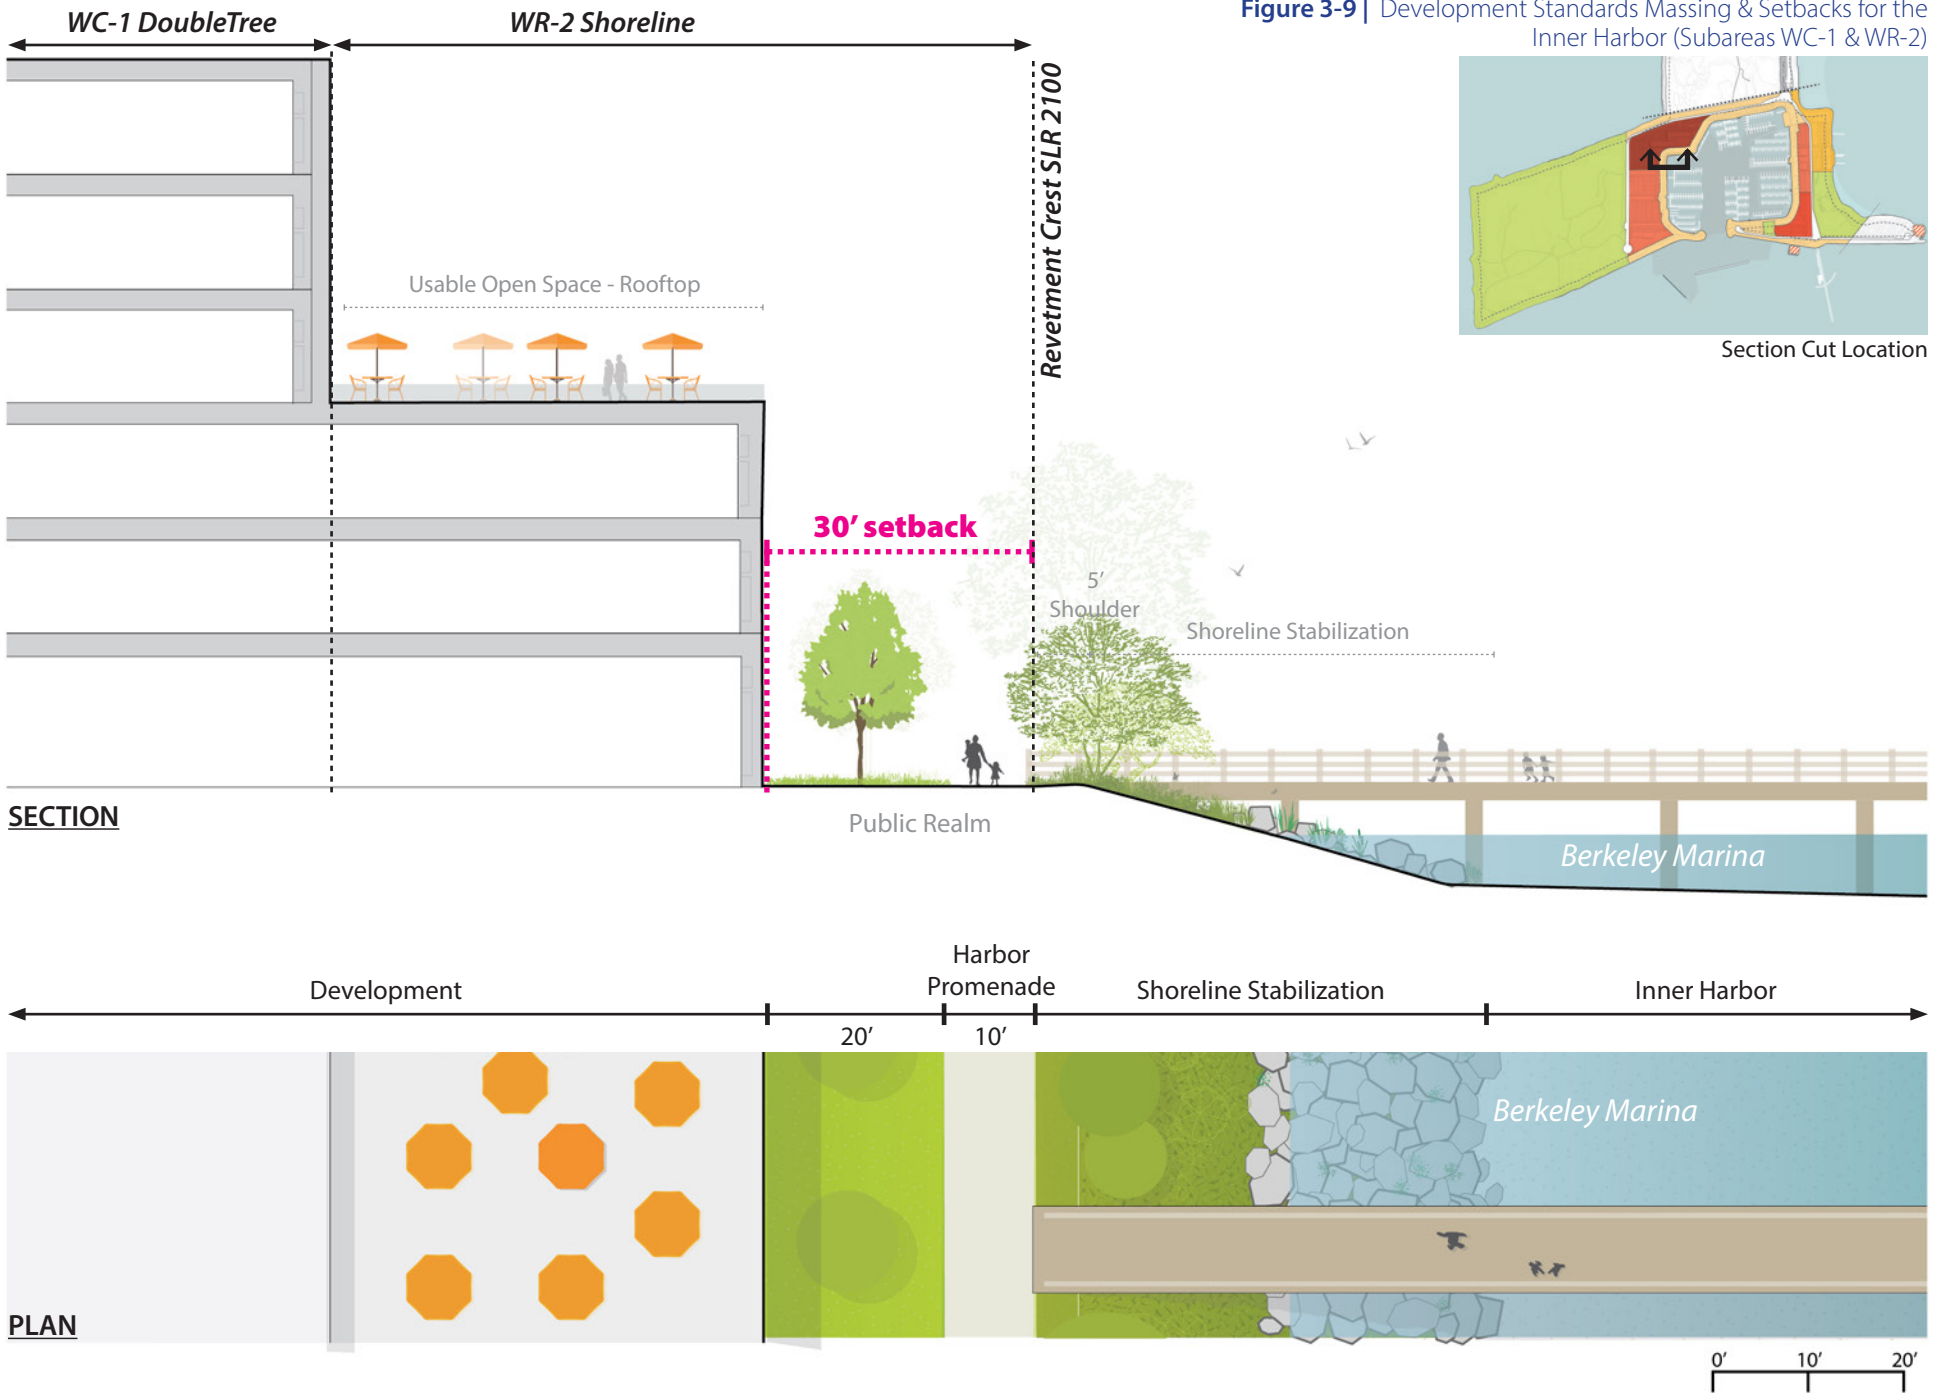 Figure 3-9 | Development Standards Massing & Setbacks for the
Inner Harbor (Subareas WC-1 & WR-2)
WC-1 DoubleTree
WR-2 Shoreline
Revetment Crest SLR 2100
Section Cut Location
Usable Open Space - Rooftop
30' setback
5'
Shoulder
Shoreline Stabilization
SECTION
Public Realm
Berkeley Marina
Development
Harbor
Promenade
Shoreline Stabilization
Inner Harbor
20'
10'
Berkeley Marina
PLAN
0'
10'
20'